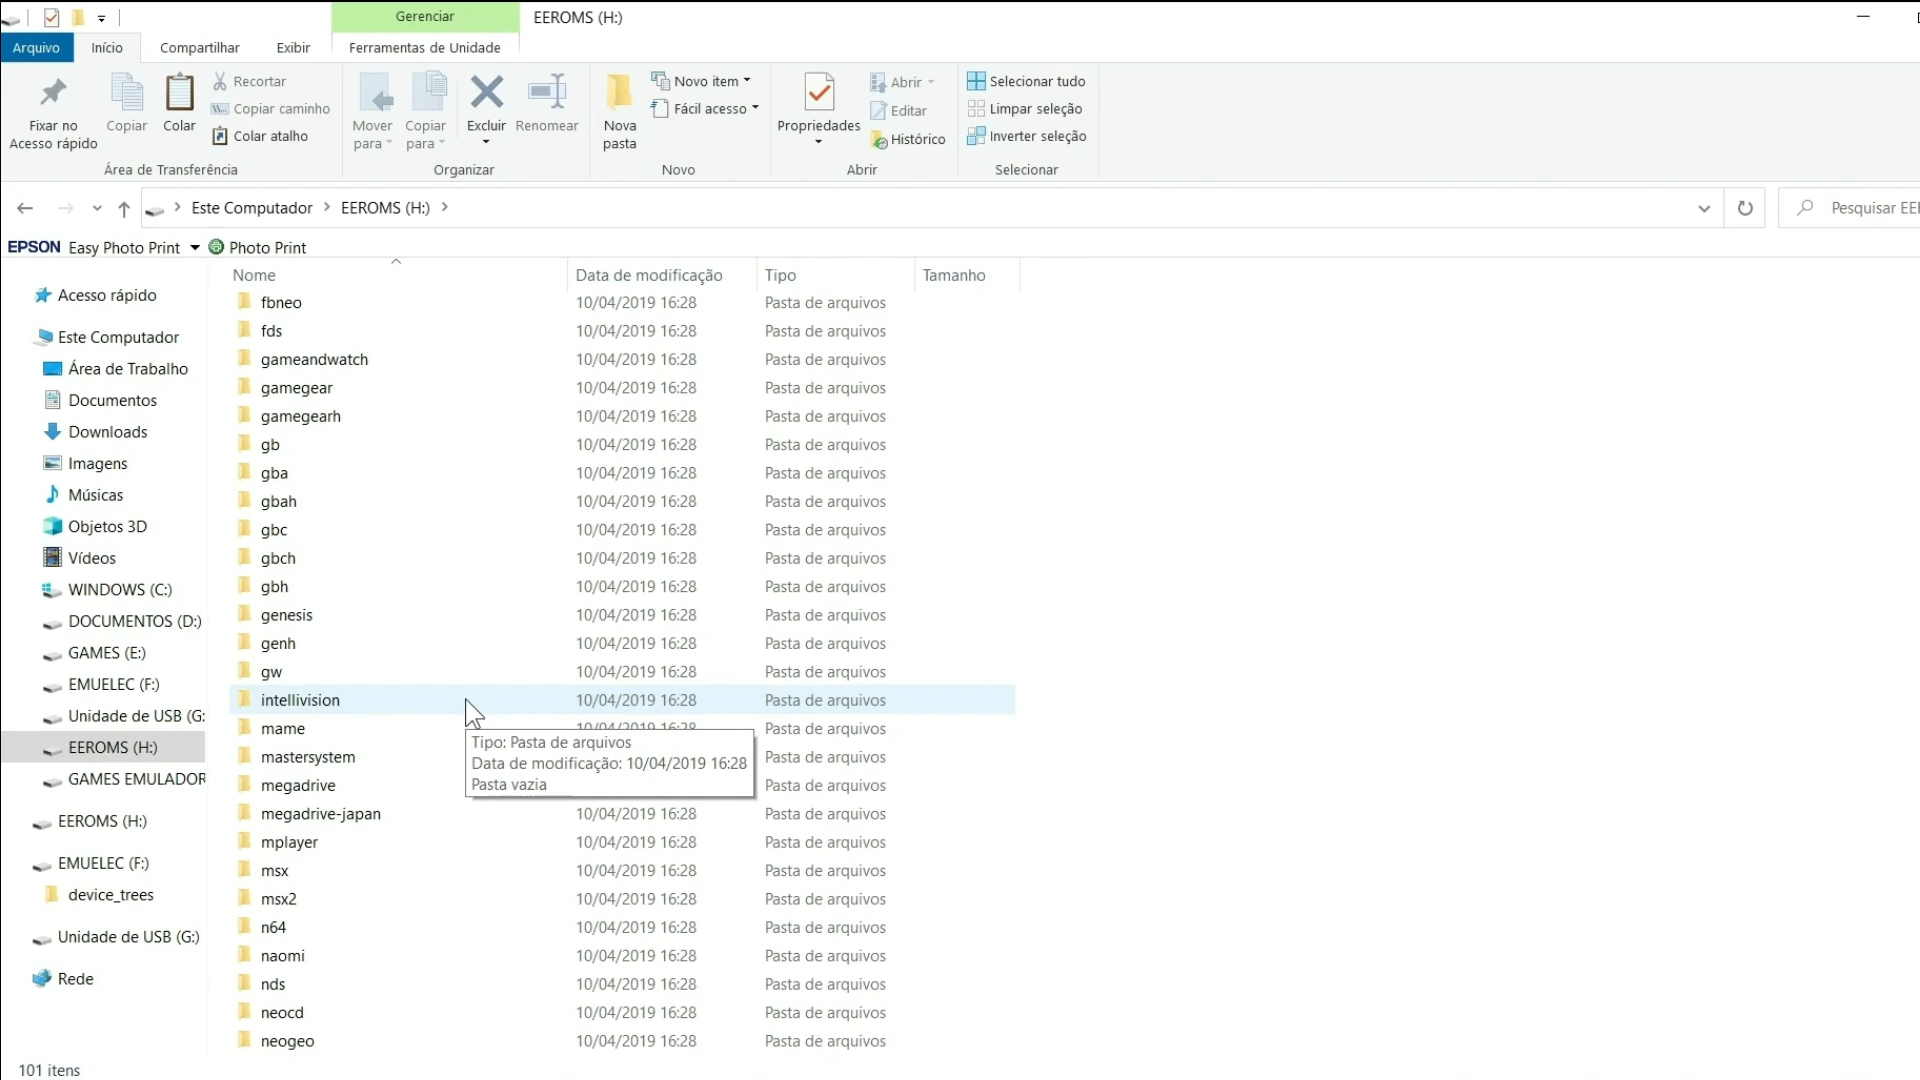 Gerenciar
EEROMS (H:)
Arquivo
Início
Compartilhar
Exibir
Ferramentas de Unidade
Fixar no
Acesso rápido
Copiar
Colar
Recortar
Copiar caminho
Colar atalho
Área de Transferência
Mover
para
Copiar
para
Excluir
Renomear
Organizar
Nova
pasta
Novo item
Fácil acesso
Novo
Propriedades
Abrir
Editar
Histórico
Abrir
Selecionar tudo
Limpar seleção
Inverter seleção
Selecionar
Este Computador > EEROMS (H:) >
Pesquisar EEI
EPSON Easy Photo Print
Photo Print
Acesso rápido
Este Computador
Área de Trabalho
Documentos
Downloads
Imagens
Músicas
Objetos 3D
Vídeos
WINDOWS (C:)
DOCUMENTOS (D:)
GAMES (E:)
EMUELEC (F:)
Unidade de USB (G:
EEROMS (H:)
GAMES EMULADOR
EEROMS (H:)
EMUELEC (F:)
device_trees
Unidade de USB (G:)
Rede
Nome Data de modificação Tipo Tamanho
fbneo 10/04/2019 16:28 Pasta de arquivos
fds 10/04/2019 16:28 Pasta de arquivos
gameandwatch 10/04/2019 16:28 Pasta de arquivos
gamegear 10/04/2019 16:28 Pasta de arquivos
gamegearh 10/04/2019 16:28 Pasta de arquivos
gb 10/04/2019 16:28 Pasta de arquivos
gba 10/04/2019 16:28 Pasta de arquivos
gbah 10/04/2019 16:28 Pasta de arquivos
gbc 10/04/2019 16:28 Pasta de arquivos
gbch 10/04/2019 16:28 Pasta de arquivos
gbh 10/04/2019 16:28 Pasta de arquivos
genesis 10/04/2019 16:28 Pasta de arquivos
genh 10/04/2019 16:28 Pasta de arquivos
gw 10/04/2019 16:28 Pasta de arquivos
intellivision 10/04/2019 16:28 Pasta de arquivos
mame 10/04/2019 16:28 Pasta de arquivos
mastersystem Pasta de arquivos
megadrive Pasta de arquivos
Tipo: Pasta de arquivos
Data de modificação: 10/04/2019 16:28
Pasta vazia
megadrive-japan 10/04/2019 16:28 Pasta de arquivos
mplayer 10/04/2019 16:28 Pasta de arquivos
msx 10/04/2019 16:28 Pasta de arquivos
msx2 10/04/2019 16:28 Pasta de arquivos
n64 10/04/2019 16:28 Pasta de arquivos
naomi 10/04/2019 16:28 Pasta de arquivos
nds 10/04/2019 16:28 Pasta de arquivos
neocd 10/04/2019 16:28 Pasta de arquivos
neogeo 10/04/2019 16:28 Pasta de arquivos
101 itens